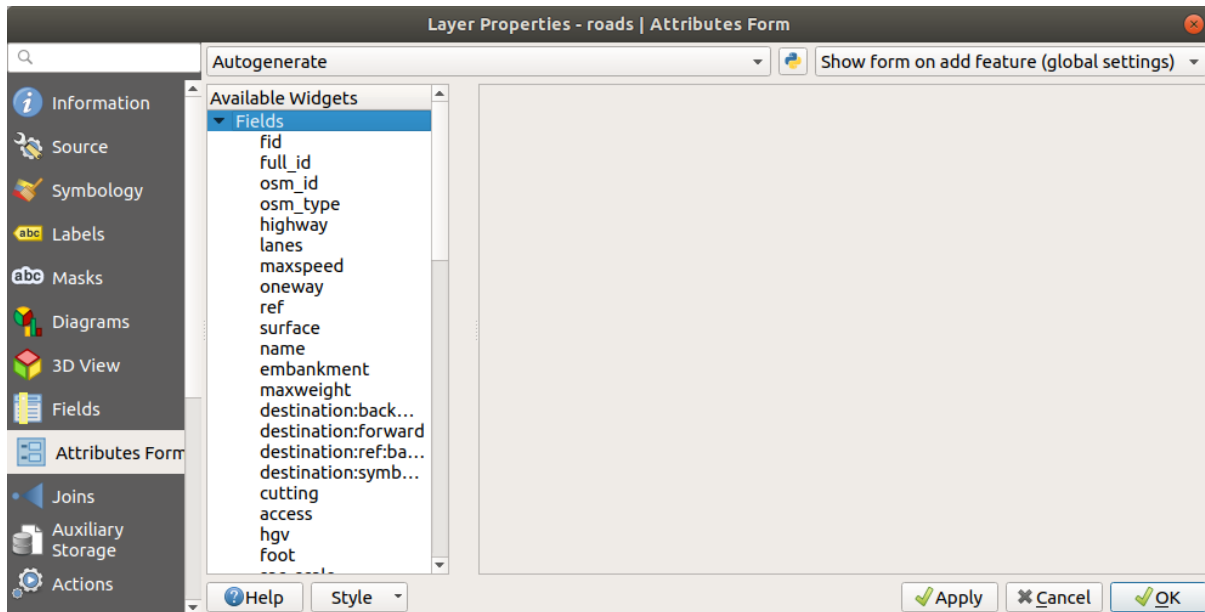 Layer Properties - roads | Attributes Form
Autogenerate
Show form on add feature (global settings)
Information
Source
abc Labels
Symbology
abc Masks
Diagrams
3D View
Fields
Attributes Form
Joins
Auxiliary
Storage
Actions
Available Widgets
Fields
fid
full_id
osm_id
osm_type
highway
lanes
maxspeed
oneway
ref
surface
name
embankment
maxweight
destination:back...
destination:forward
destination:ref:ba...
destination:symb...
cutting
access
hgv
foot
Help
Style
Apply
Cancel
OK